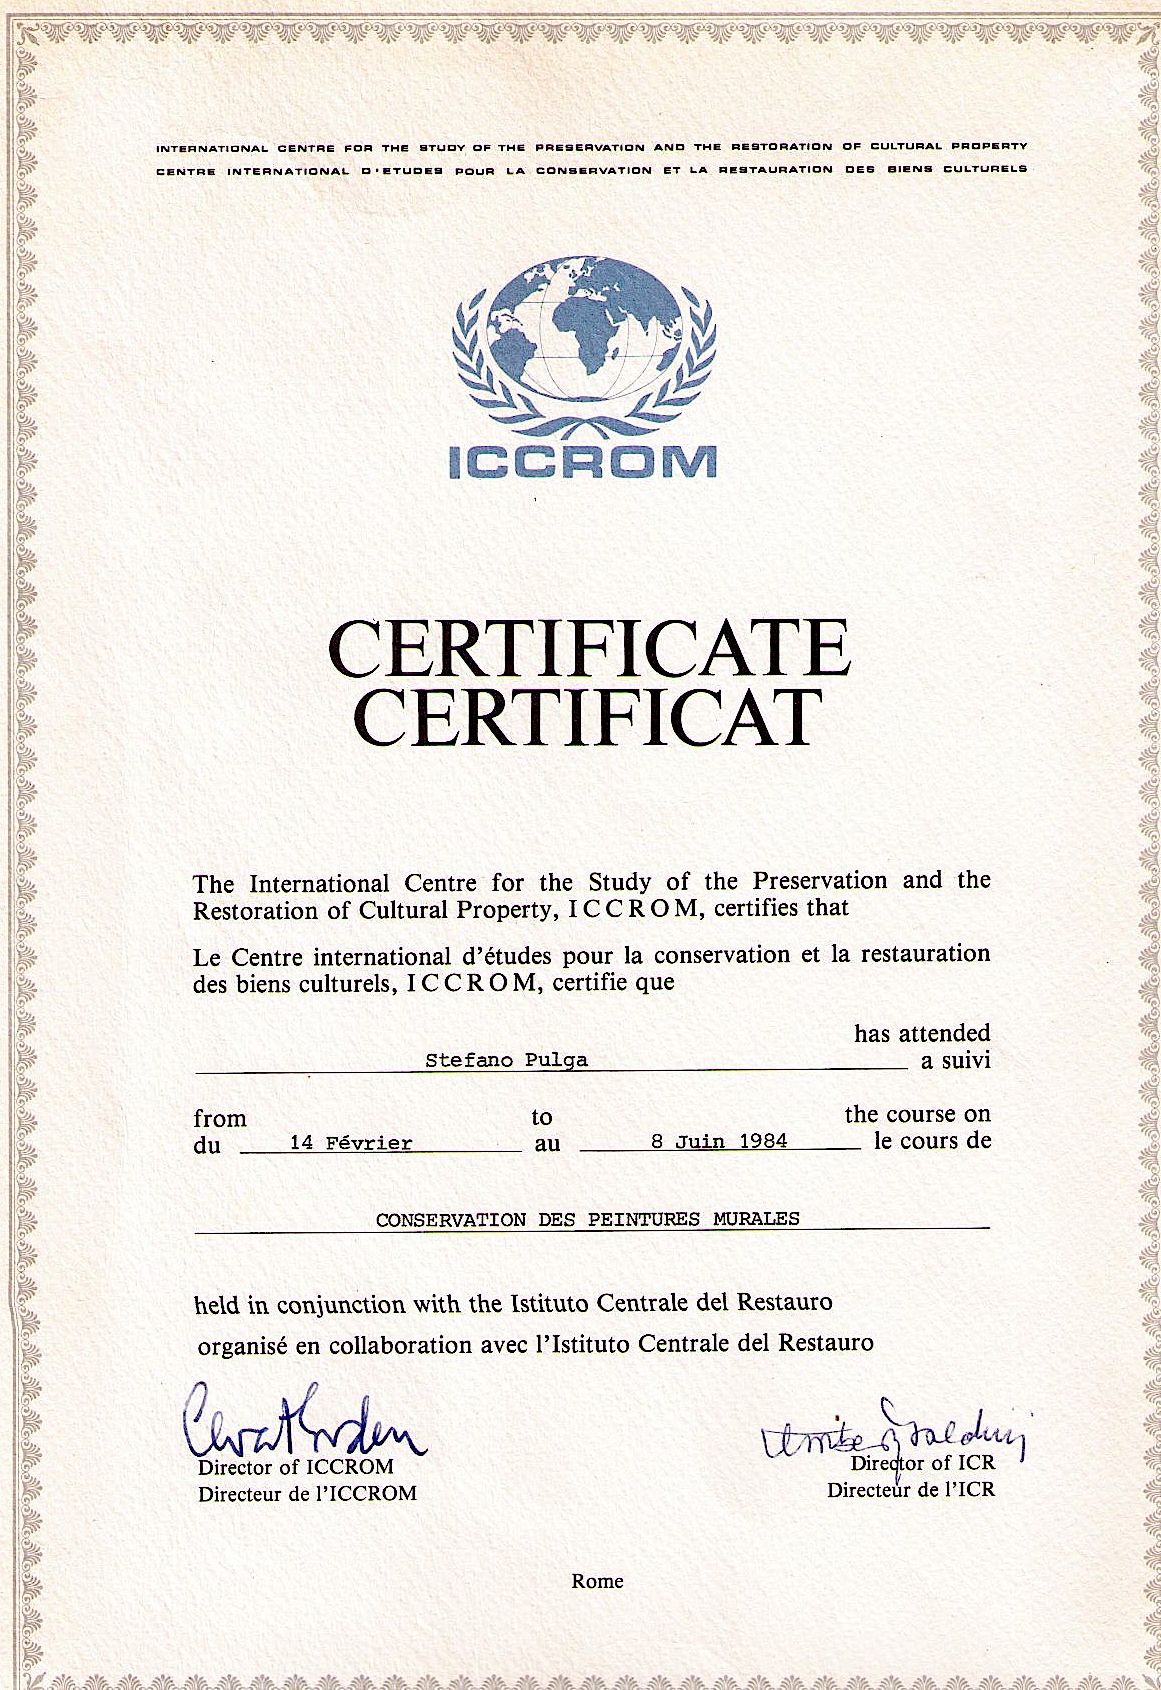 INTERNATIONAL CENTRE FOR THE STUDY OF THE PRESERVATION AND THE RESTORATION OF CULTURAL PROPERTY
CENTRE INTERNATIONAL D'ETUDES POUR LA CONSERVATION ET LA RESTAURATION DES BIENS CULTURELS
ICCROM
CERTIFICATE
CERTIFICAT
The International Centre for the Study of the Preservation and the
Restoration of Cultural Property, ICCROM, certifies that
Le Centre international d'études pour la conservation et la restauration
des biens culturels, ICCROM, certifie que
has attended
Stefano Pulga a suivi
from to the course on
du 14 Février au 8 Juin 1984 le cours de
CONSERVATION DES PEINTURES MURALES
held in conjunction with the Istituto Centrale del Restauro
organisé en collaboration avec l'Istituto Centrale del Restauro
Director of ICCROM Director of ICR
Directeur de l'ICCROM Directeur de l'ICR
Rome